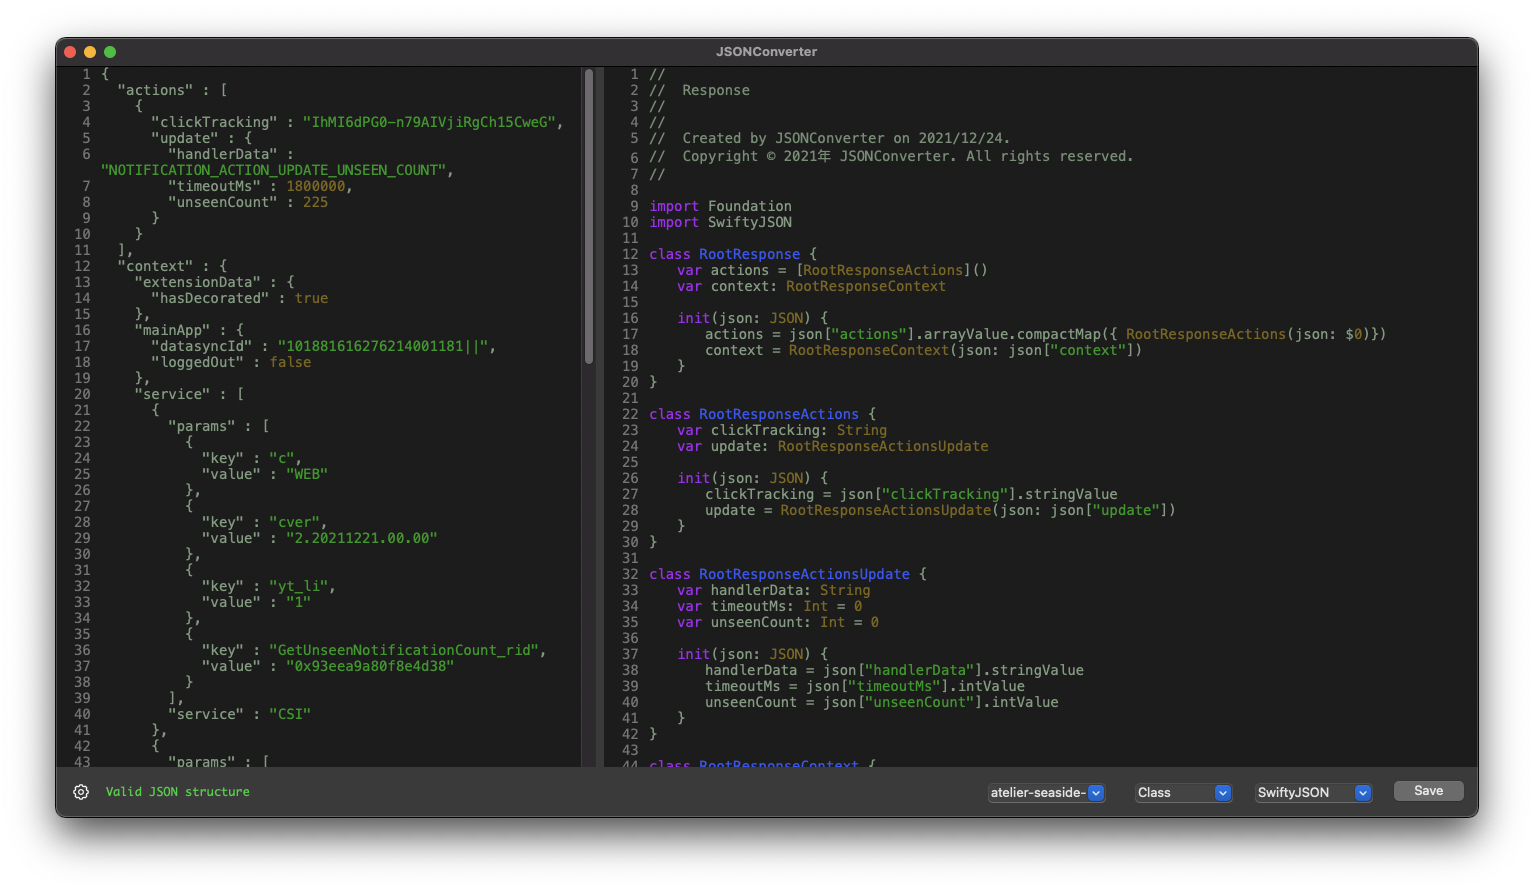 JSONConverter
1 {
2   "actions" : [
3     {
4       "clickTracking" : "IhMI6dPG0-n79AIVjiRgCh15CweG",
5       "update" : {
6         "handlerData" :
"NOTIFICATION_ACTION_UPDATE_UNSEEN_COUNT",
7         "timeoutMs" : 1800000,
8         "unseenCount" : 225
9       }
10     }
11   ],
12   "context" : {
13     "extensionData" : {
14       "hasDecorated" : true
15     },
16     "mainApp" : {
17       "datasyncId" : "101881616276214001181||",
18       "loggedOut" : false
19     },
20     "service" : [
21       {
22         "params" : [
23           {
24             "key" : "c",
25             "value" : "WEB"
26           },
27           {
28             "key" : "cver",
29             "value" : "2.20211221.00.00"
30           },
31           {
32             "key" : "yt_li",
33             "value" : "1"
34           },
35           {
36             "key" : "GetUnseenNotificationCount_rid",
37             "value" : "0x93eea9a80f8e4d38"
38           }
39         ],
40         "service" : "CSI"
41       },
42       {
43         "params" : [
1 //
2 //  Response
3 //
4 //
5 //  Created by JSONConverter on 2021/12/24.
6 //  Copyright © 2021年 JSONConverter. All rights reserved.
7 //
8
9 import Foundation
10 import SwiftyJSON
11
12 class RootResponse {
13     var actions = [RootResponseActions]()
14     var context: RootResponseContext
15
16     init(json: JSON) {
17         actions = json["actions"].arrayValue.compactMap({ RootResponseActions(json: $0)})
18         context = RootResponseContext(json: json["context"])
19     }
20 }
21
22 class RootResponseActions {
23     var clickTracking: String
24     var update: RootResponseActionsUpdate
25
26     init(json: JSON) {
27         clickTracking = json["clickTracking"].stringValue
28         update = RootResponseActionsUpdate(json: json["update"])
29     }
30 }
31
32 class RootResponseActionsUpdate {
33     var handlerData: String
34     var timeoutMs: Int = 0
35     var unseenCount: Int = 0
36
37     init(json: JSON) {
38         handlerData = json["handlerData"].stringValue
39         timeoutMs = json["timeoutMs"].intValue
40         unseenCount = json["unseenCount"].intValue
41     }
42 }
43
44 class RootResponseContext {
Valid JSON structure
atelier-seaside-
Class
SwiftyJSON
Save